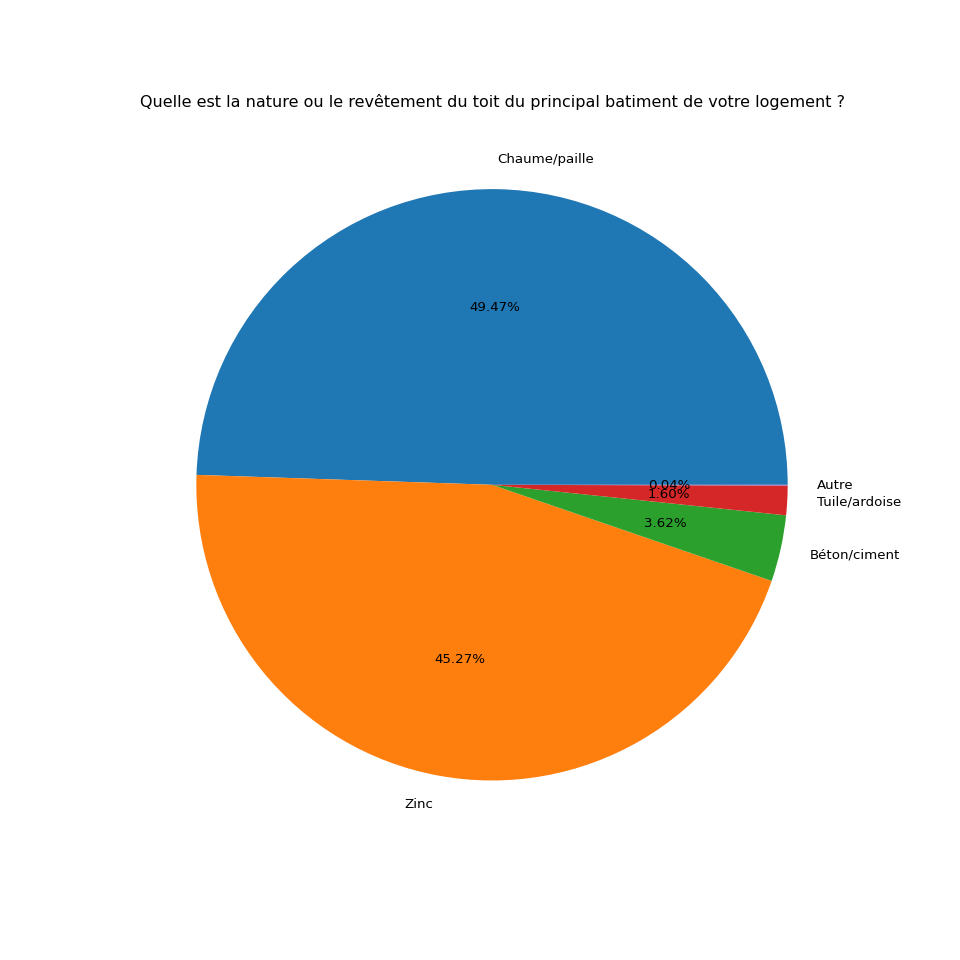 Quelle est la nature ou le revêtement du toit du principal batiment de votre logement ?
Chaume/paille
49.47%
0.04%
Autre
1.60%
Tuile/ardoise
3.62%
Béton/ciment
45.27%
Zinc